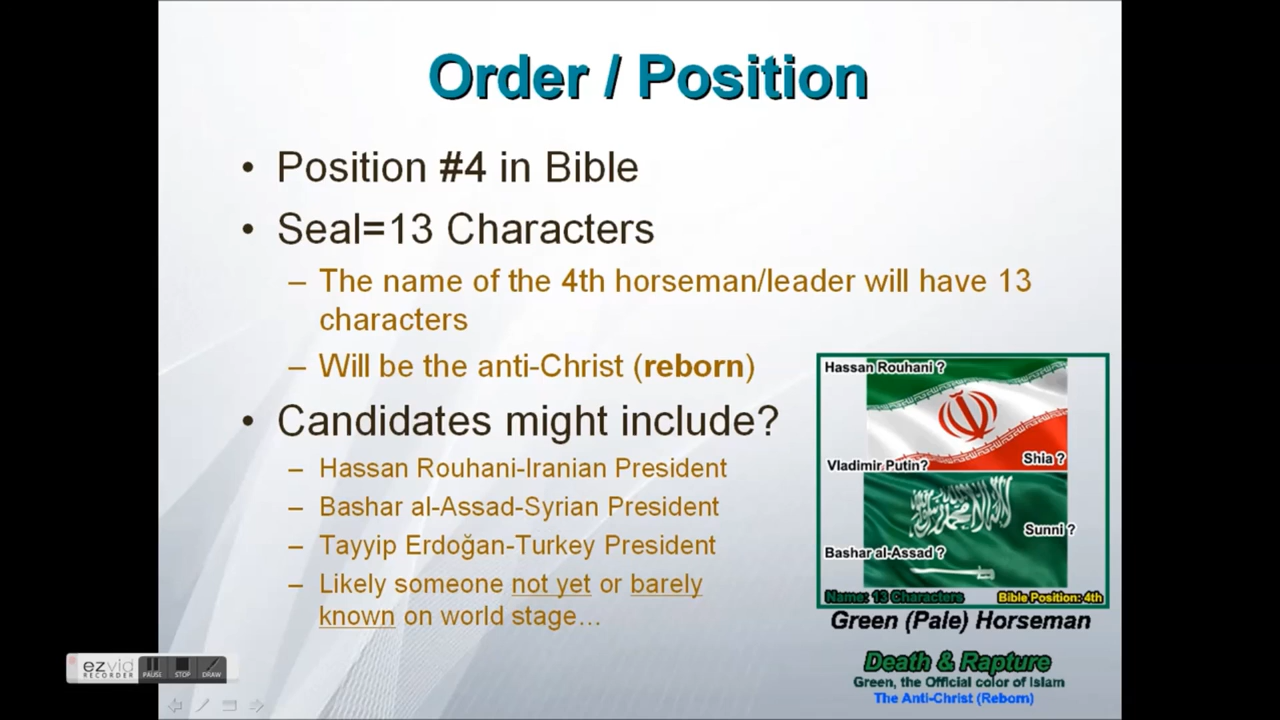 Order / Position
• Position #4 in Bible
• Seal=13 Characters
– The name of the 4th horseman/leader will have 13
characters
– Will be the anti-Christ (reborn)
• Candidates might include?
– Hassan Rouhani-Iranian President
– Bashar al-Assad-Syrian President
– Tayyip Erdoğan-Turkey President
– Likely someone not yet or barely
known on world stage...
Hassan Rouhani ?
Vladimir Putin?
Shia ?
Sunni ?
Bashar al-Assad ?
Name: 13 Characters
Bible Position: 4th
Green (Pale) Horseman
Death & Rapture
Green, the Official color of Islam
The Anti-Christ (Reborn)
ezvid
RECORDER
PAUSE
STOP
DRAW